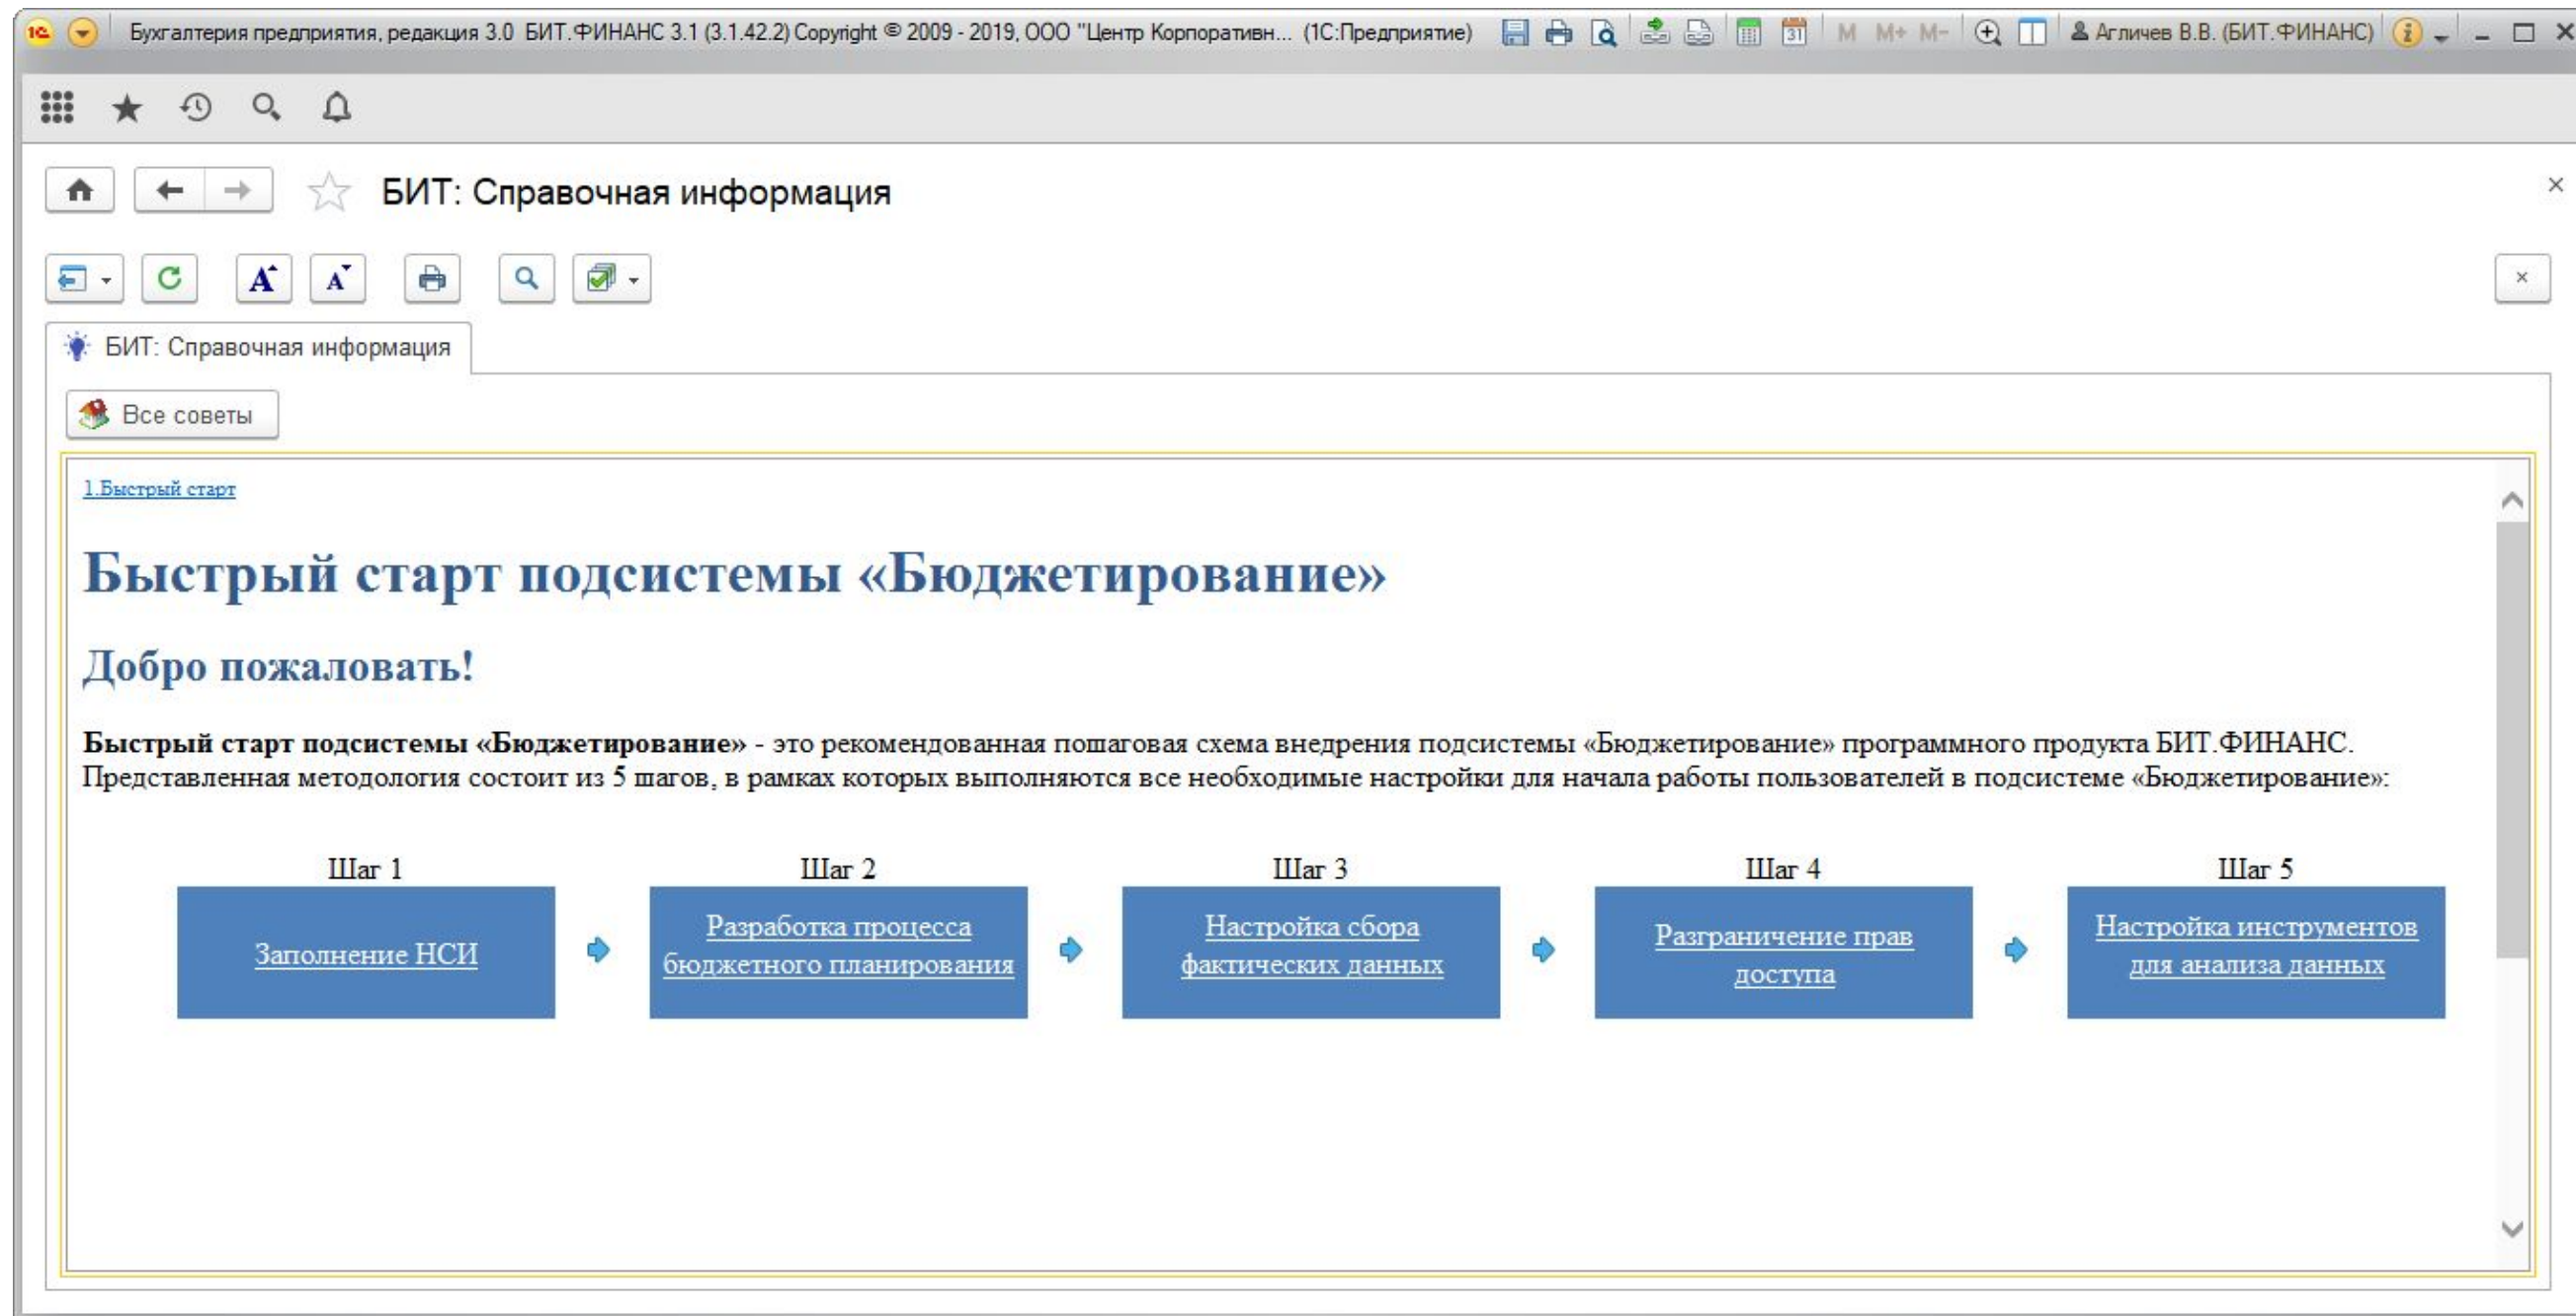 Бухгалтерия предприятия, редакция 3.0 БИТ.ФИНАНС 3.1 (3.1.42.2) Copyright © 2009 - 2019, ООО "Центр Корпоративн... (1С:Предприятие) 31 M M+ M- Агличев В.В. (БИТ.ФИНАНС)
БИТ: Справочная информация
БИТ: Справочная информация
Все советы
1.Быстрый старт
Быстрый старт подсистемы «Бюджетирование»
Добро пожаловать!
Быстрый старт подсистемы «Бюджетирование» - это рекомендованная пошаговая схема внедрения подсистемы «Бюджетирование» программного продукта БИТ.ФИНАНС.
Представленная методология состоит из 5 шагов, в рамках которых выполняются все необходимые настройки для начала работы пользователей в подсистеме «Бюджетирование»:
Шаг 1
Заполнение НСИ
Шаг 2
Разработка процесса
бюджетного планирования
Шаг 3
Настройка сбора
фактических данных
Шаг 4
Разграничение прав
доступа
Шаг 5
Настройка инструментов
для анализа данных